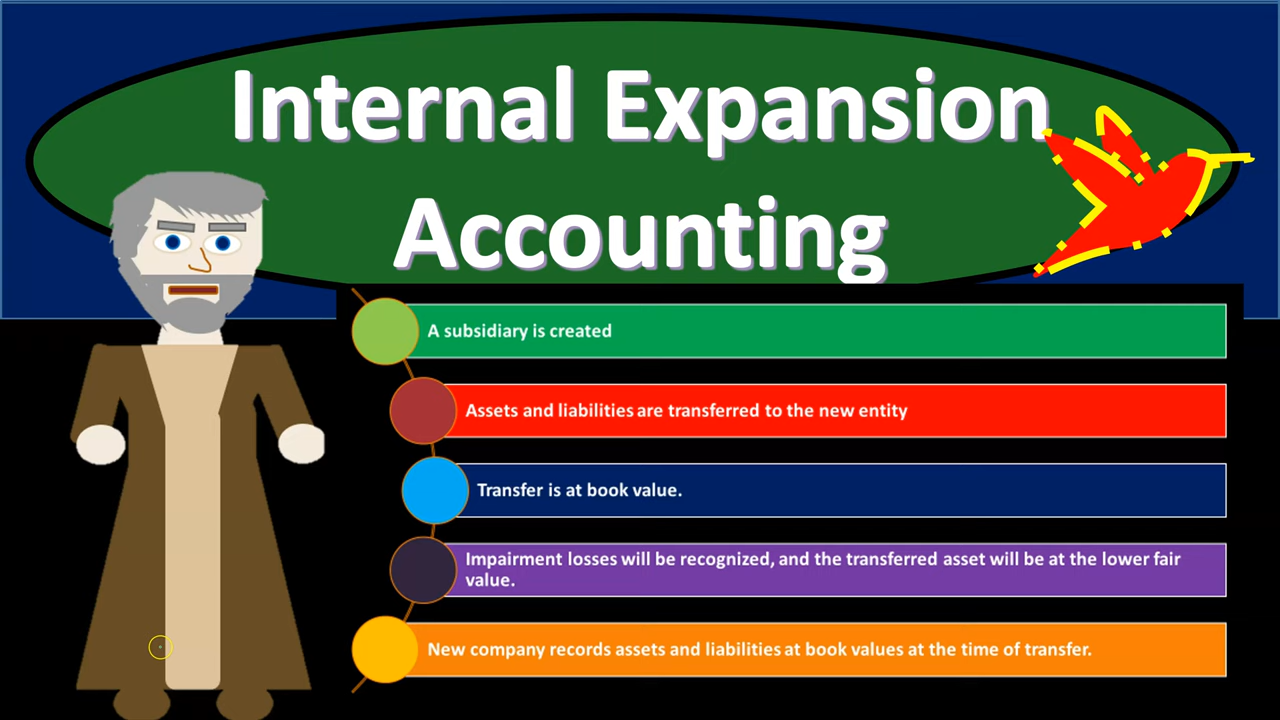 Internal Expansion
Accounting
A subsidiary is created
Assets and liabilities are transferred to the new entity
Transfer is at book value.
Impairment losses will be recognized, and the transferred asset will be at the lower fair
value.
New company records assets and liabilities at book values at the time of transfer.